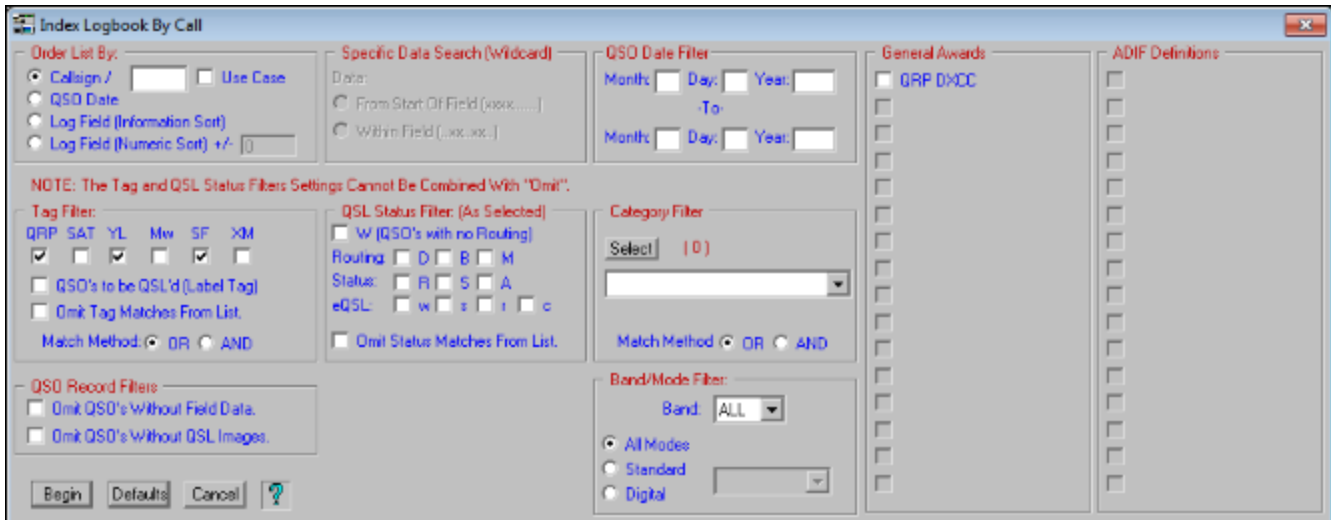 Index Logbook By Call
Order List By:
Callsign / Use Case
QSO Date
Log Field (Information Sort)
Log Field (Numeric Sort) +/- 0
Specific Data Search (Wildcard)
Data:
From Start Of Field (xxxx......)
Within Field (..xx..xx..)
QSO Date Filter
Month: Day: Year:
-To-
Month: Day: Year:
General Awards
QRP DXCC
ADIF Definitions
NOTE: The Tag and QSL Status Filters Settings Cannot Be Combined With "Omit".
Tag Filter:
QRP SAT YL Mw SF XM
QSO's to be QSL'd (Label Tag)
Omit Tag Matches From List.
Match Method: OR AND
QSL Status Filter: (As Selected)
W (QSO's with no Routing)
Routing: D B M
Status: R S A
eQSL: w s r c
Omit Status Matches From List.
Category Filter
Select ( 0 )
Match Method OR AND
QSO Record Filters
Omit QSO's Without Field Data.
Omit QSO's Without QSL Images.
Band/Mode Filter:
Band: ALL
All Modes
Standard
Digital
Begin Defaults Cancel ?